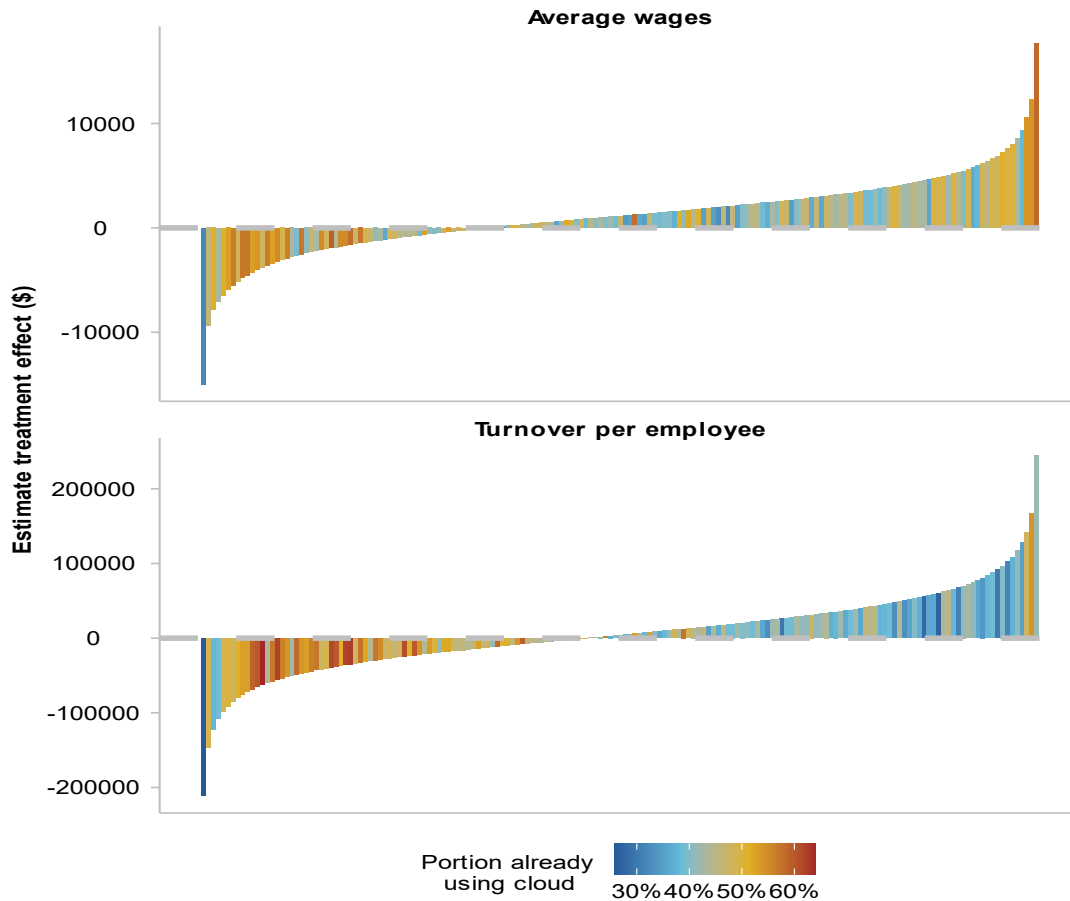 Average wages
10000
0
-10000
Estimate treatment effect ($)
Turnover per employee
200000
100000
0
-100000
-200000
Portion already
using cloud
30% 40% 50% 60%